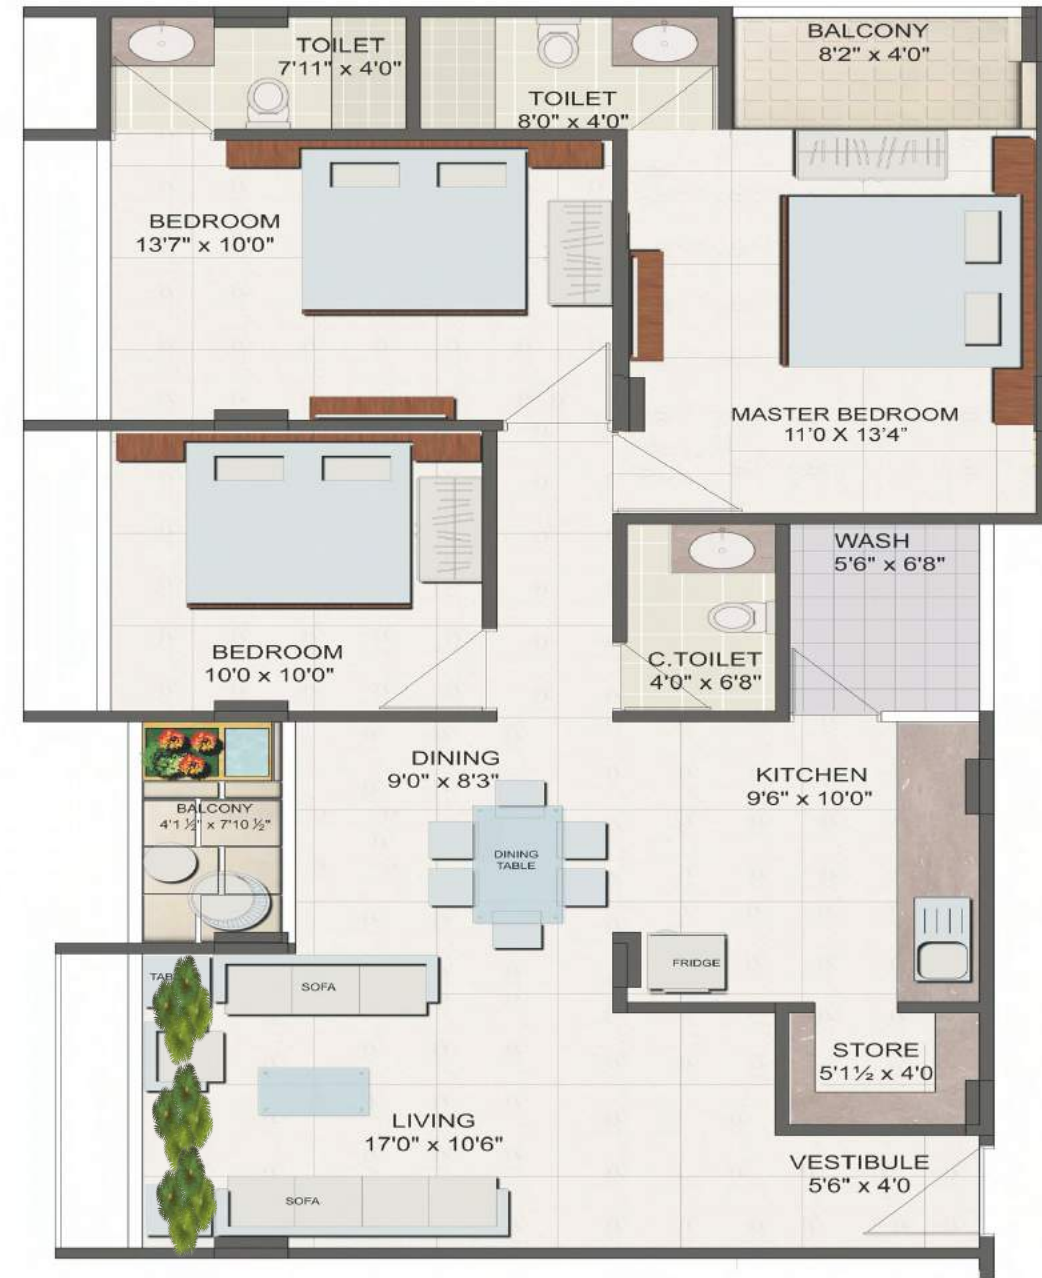 TOILET
7'11" x 4'0"
TOILET
8'0" x 4'0"
BALCONY
8'2" x 4'0"
BEDROOM
13'7" x 10'0"
MASTER BEDROOM
11'0 X 13'4"
WASH
5'6" x 6'8"
BEDROOM
10'0 x 10'0"
C.TOILET
4'0" x 6'8"
DINING
9'0" x 8'3"
KITCHEN
9'6" x 10'0"
BALCONY
4'1 ½" x 7'10 ½"
DINING
TABLE
FRIDGE
SOFA
STORE
5'1½ x 4'0
LIVING
17'0" x 10'6"
VESTIBULE
5'6" x 4'0
SOFA